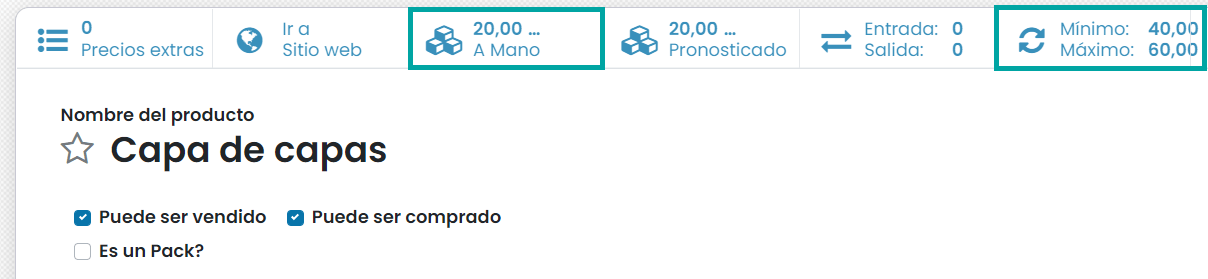 0
Precios extras
Ir a
Sitio web
20,00 ...
A Mano
20,00 ...
Pronosticado
Entrada: 0
Salida: 0
Mínimo: 40,00
Máximo: 60,00
Nombre del producto
Capa de capas
Puede ser vendido Puede ser comprado
Es un Pack?